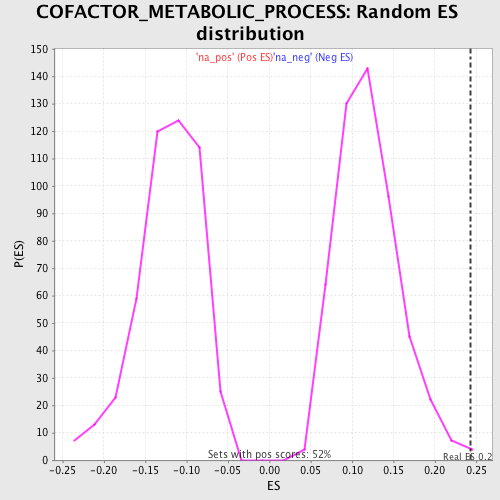 COFACTOR_METABOLIC_PROCESS: Random ES
distribution
'na_pos' (Pos ES)'na_neg' (Neg ES)
150
140
130
120
110
100
90
80
70
60
50
40
30
20
10
0
P(ES)
Sets with pos scores: 52%
Real ES 0.2
-0.25 -0.20 -0.15 -0.10 -0.05 0.00 0.05 0.10 0.15 0.20 0.25
ES